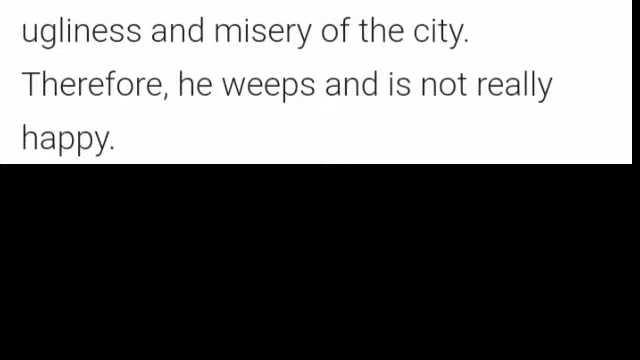 ugliness and misery of the city.
Therefore, he weeps and is not really
happy.